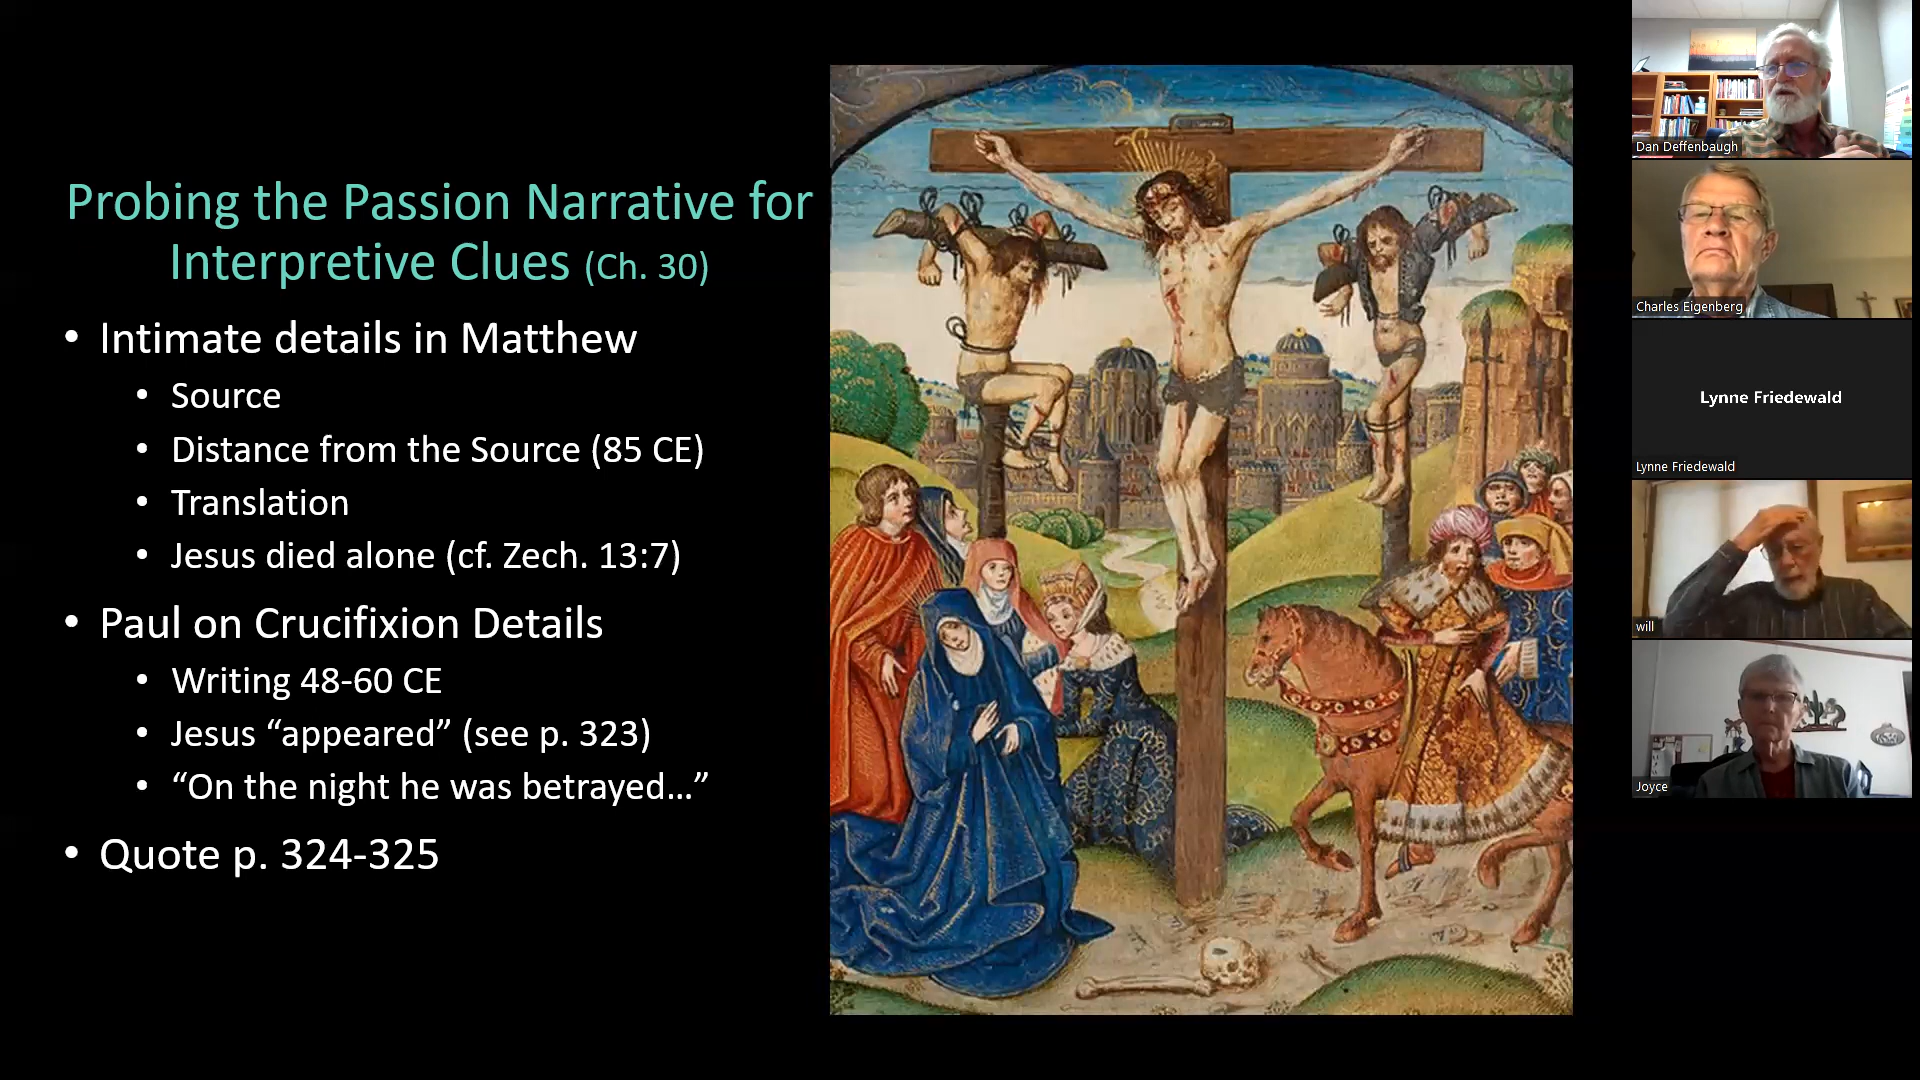 Probing the Passion Narrative for
Interpretive Clues (Ch. 30)
• Intimate details in Matthew
• Source
• Distance from the Source (85 CE)
• Translation
• Jesus died alone (cf. Zech. 13:7)
• Paul on Crucifixion Details
• Writing 48-60 CE
• Jesus “appeared” (see p. 323)
• “On the night he was betrayed…”
• Quote p. 324-325
Dan Deffenbaugh
Charles Eigenberg
Lynne Friedewald
Lynne Friedewald
will
Joyce